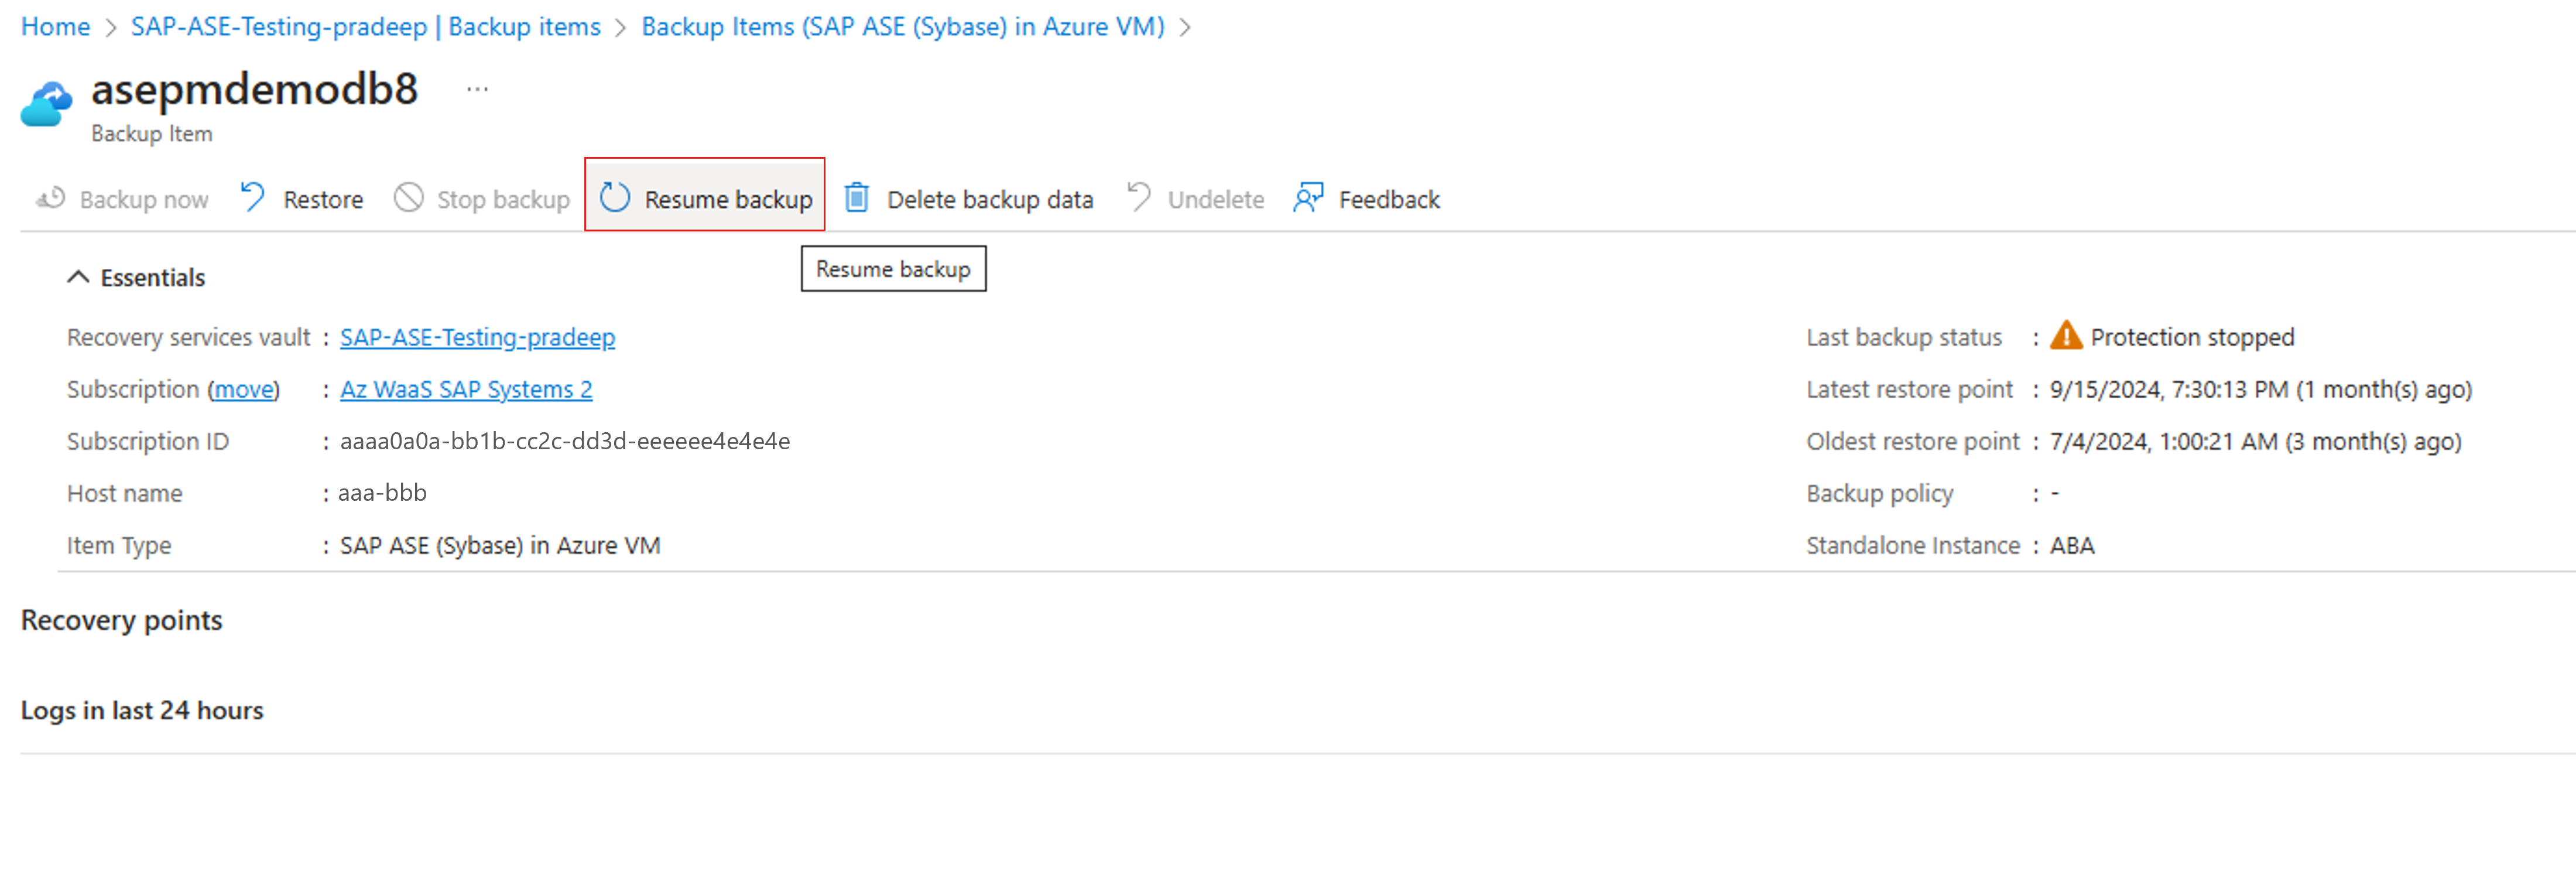 Home > SAP-ASE-Testing-pradeep | Backup items > Backup Items (SAP ASE (Sybase) in Azure VM) >
asepmdemodb8 ...
Backup Item
Backup now Restore Stop backup Resume backup Delete backup data Undelete Feedback
Resume backup
Essentials
Recovery services vault : SAP-ASE-Testing-pradeep
Subscription (move) : Az WaaS SAP Systems 2
Subscription ID : aaaa0a0a-bb1b-cc2c-dd3d-eeeeee4e4e4e
Host name : aaa-bbb
Item Type : SAP ASE (Sybase) in Azure VM
Last backup status : Protection stopped
Latest restore point : 9/15/2024, 7:30:13 PM (1 month(s) ago)
Oldest restore point : 7/4/2024, 1:00:21 AM (3 month(s) ago)
Backup policy : -
Standalone Instance : ABA
Recovery points
Logs in last 24 hours